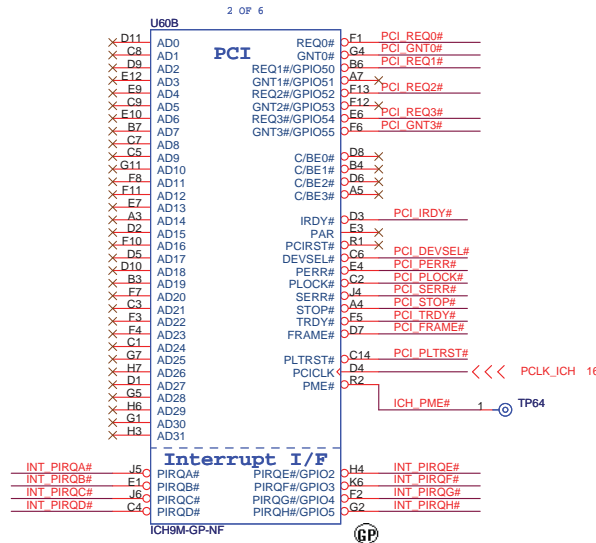 2 OF 6
U60B
PCI
D11 AD0 REQ0# F1 PCI_REQ0#
C8 AD1 GNT0# G4 PCI_GNT0#
D9 AD2 REQ1#/GPIO50 B6 PCI_REQ1#
E12 AD3 GNT1#/GPIO51 A7
E9 AD4 REQ2#/GPIO52 F13 PCI_REQ2#
C9 AD5 GNT2#/GPIO53 F12
E10 AD6 REQ3#/GPIO54 E6 PCI_REQ3#
B7 AD7 GNT3#/GPIO55 F6 PCI_GNT3#
C7 AD8
C5 AD9 C/BE0# D8
G11 AD10 C/BE1# B4
F8 AD11 C/BE2# D6
F11 AD12 C/BE3# A5
E7 AD13
A3 AD14 IRDY# D3 PCI_IRDY#
D2 AD15 PAR E3
F10 AD16 PCIRST# R1
D5 AD17 DEVSEL# C6 PCI_DEVSEL#
D10 AD18 PERR# E4 PCI_PERR#
B3 AD19 PLOCK# C2 PCI_PLOCK#
F7 AD20 SERR# J4 PCI_SERR#
C3 AD21 STOP# A4 PCI_STOP#
F3 AD22 TRDY# F5 PCI_TRDY#
F4 AD23 FRAME# D7 PCI_FRAME#
C1 AD24
G7 AD25 PLTRST# C14 PCI_PLTRST#
H7 AD26 PCICLK D4 PCLK_ICH 16
D1 AD27 PME# R2
G5 AD28
H6 AD29 ICH_PME# 1 TP64
G1 AD30
H3 AD31
Interrupt I/F
INT_PIRQA# J5 PIRQA# PIRQE#/GPIO2 H4 INT_PIRQE#
INT_PIRQB# E1 PIRQB# PIRQF#/GPIO3 K6 INT_PIRQF#
INT_PIRQC# J6 PIRQC# PIRQG#/GPIO4 F2 INT_PIRQG#
INT_PIRQD# C4 PIRQD# PIRQH#/GPIO5 G2 INT_PIRQH#
ICH9M-GP-NF
GP